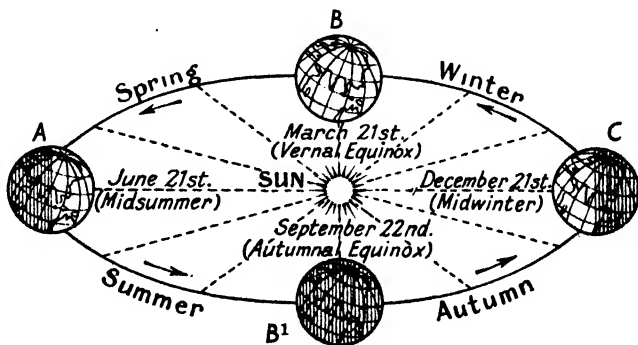 B
Spring
Winter
March 21st.
(Vernal Equinox)
A
C
June 21st.
(Midsummer)
SUN
December 21st.
(Midwinter)
September 22nd.
(Autumnal Equinox)
Summer
Autumn
B¹